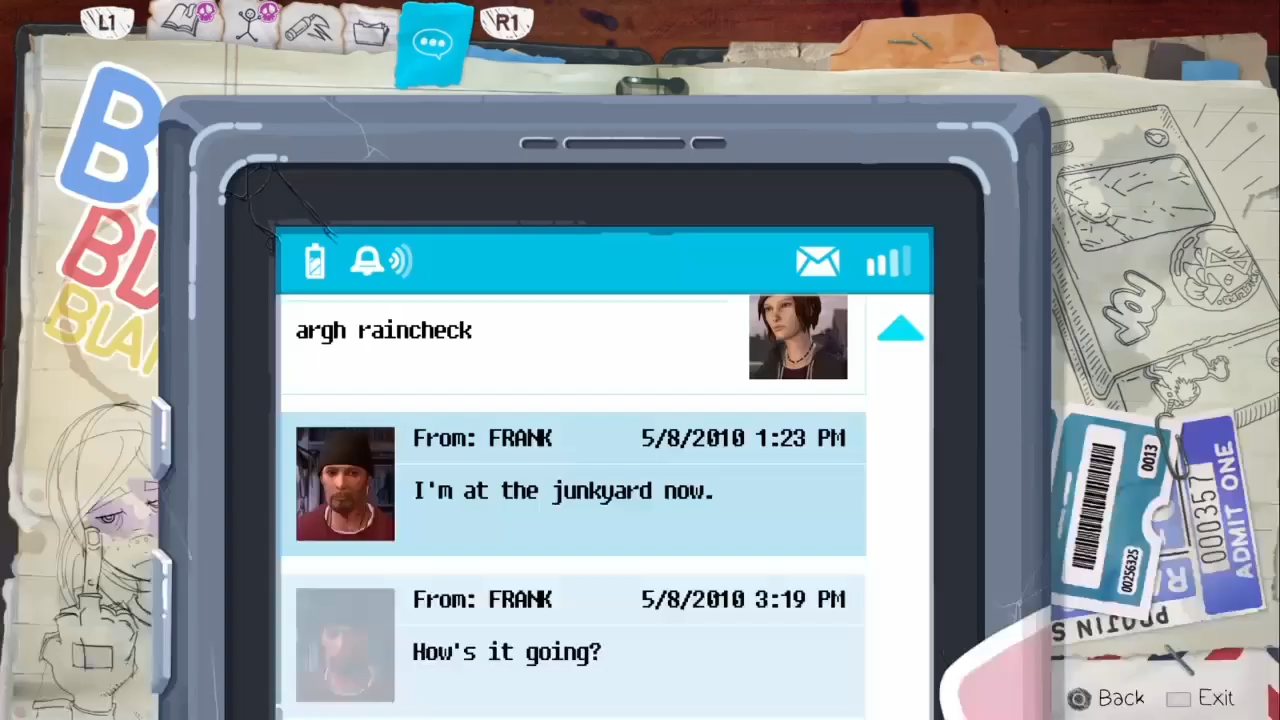 L1
R1
argh raincheck
From: FRANK 5/8/2010 1:23 PM
I'm at the junkyard now.
From: FRANK 5/8/2010 3:19 PM
How's it going?
0013
00256325
000357
ADMIT ONE
Back
Exit